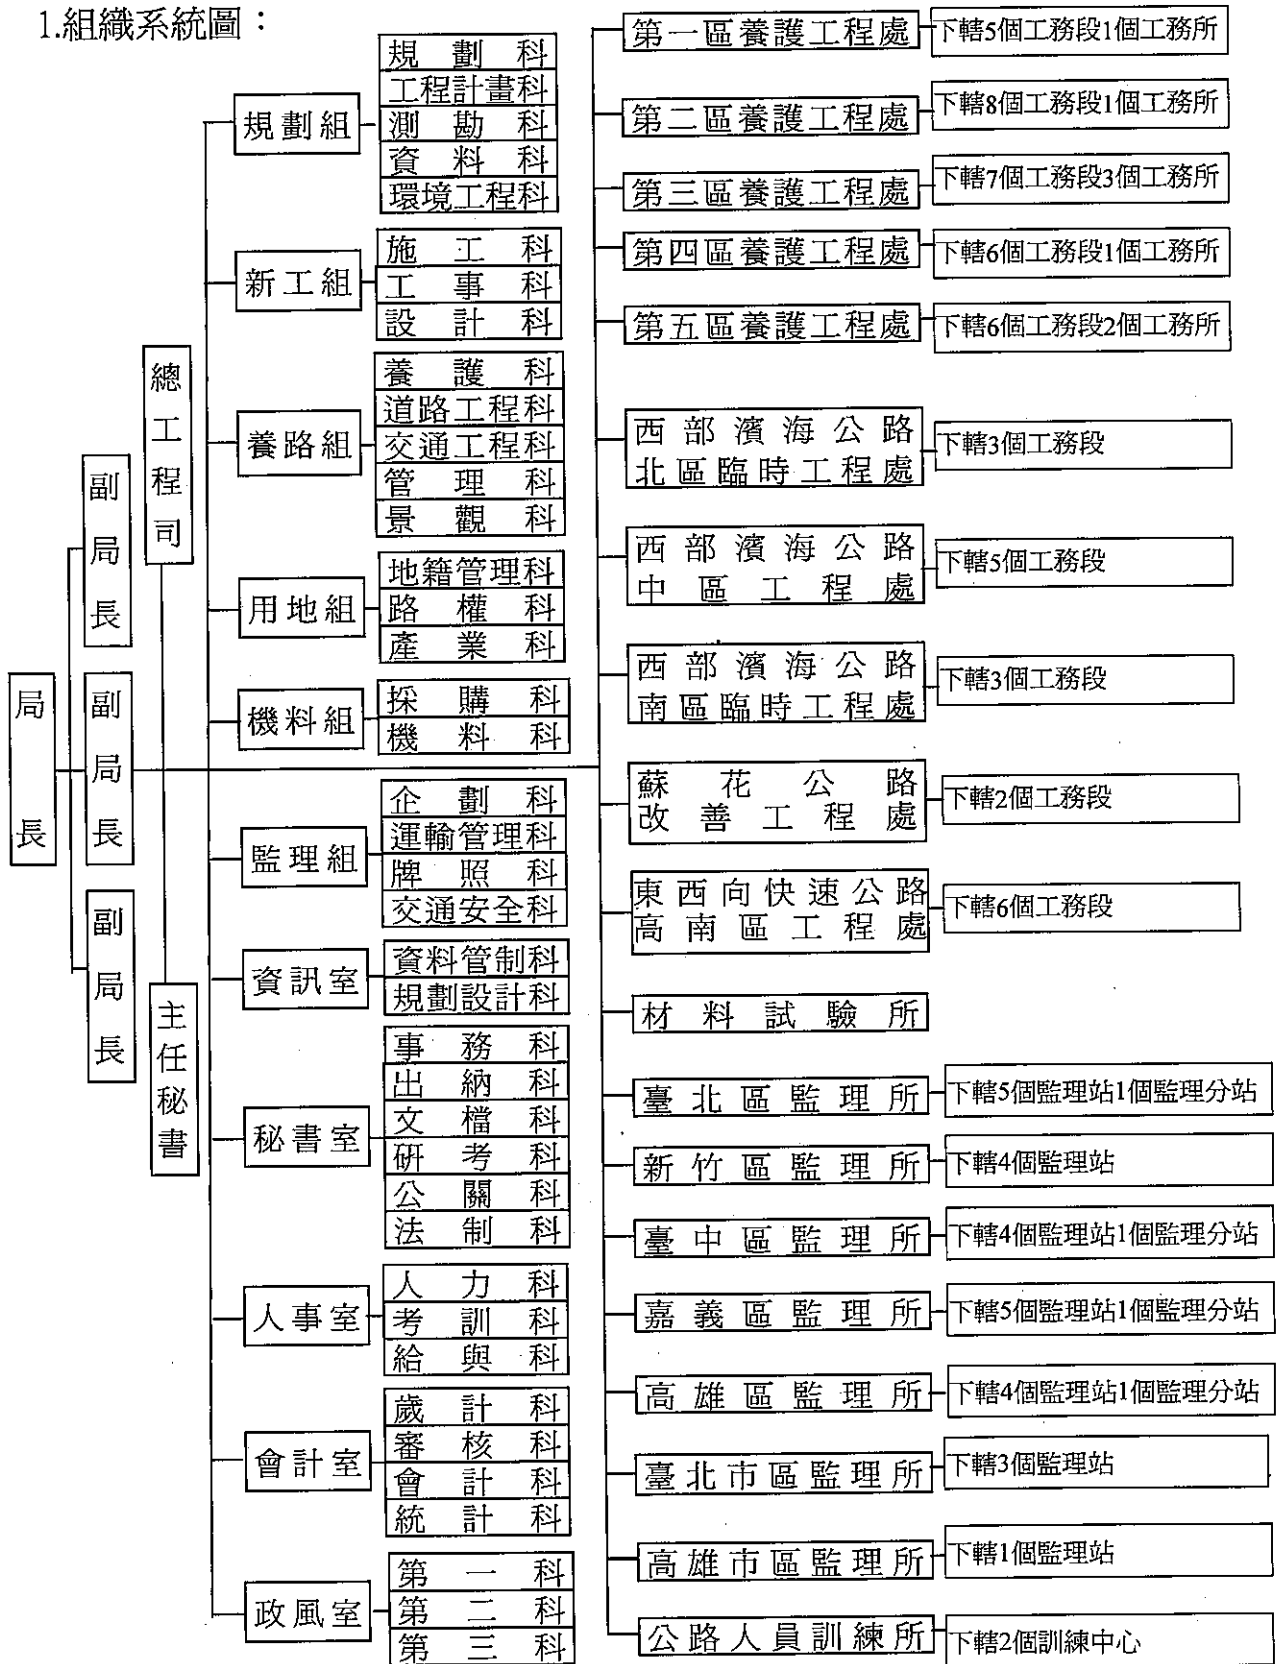 1.組織系統圖：
局長
副局長
副局長
副局長
總工程司
主任秘書
規劃組
規劃科
工程計畫科
測勘科
資料科
環境工程科
新工組
施工科
工事科
設計科
養路組
養護科
道路工程科
交通工程科
管理科
景觀科
用地組
地籍管理科
路權科
產業科
機料組
採購科
機料科
監理組
企劃科
運輸管理科
牌照科
交通安全科
資訊室
資料管制科
規劃設計科
秘書室
事務科
出納科
文檔科
研考科
公關科
法制科
人事室
人力科
考訓科
給與科
會計室
歲計科
審核科
會計科
統計科
政風室
第一科
第二科
第三科
第一區養護工程處
下轄5個工務段1個工務所
第二區養護工程處
下轄8個工務段1個工務所
第三區養護工程處
下轄7個工務段3個工務所
第四區養護工程處
下轄6個工務段1個工務所
第五區養護工程處
下轄6個工務段2個工務所
西部濱海公路
北區臨時工程處
下轄3個工務段
西部濱海公路
中區工程處
下轄5個工務段
西部濱海公路
南區臨時工程處
下轄3個工務段
蘇花公路
改善工程處
下轄2個工務段
東西向快速公路
高南區工程處
下轄6個工務段
材料試驗所
臺北區監理所
下轄5個監理站1個監理分站
新竹區監理所
下轄4個監理站
臺中區監理所
下轄4個監理站1個監理分站
嘉義區監理所
下轄5個監理站1個監理分站
高雄區監理所
下轄4個監理站1個監理分站
臺北市區監理所
下轄3個監理站
高雄市區監理所
下轄1個監理站
公路人員訓練所
下轄2個訓練中心